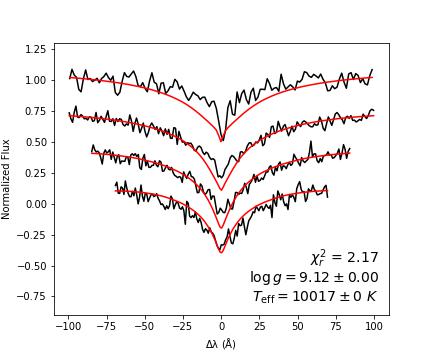 1.25
1.00
0.75
0.50
0.25
0.00
−0.25
−0.50
−0.75
Normalized Flux
χ²ᵣ = 2.17
log g = 9.12 ± 0.00
T_eff = 10017 ± 0 K
−100 −75 −50 −25 0 25 50 75 100
Δλ (Å)